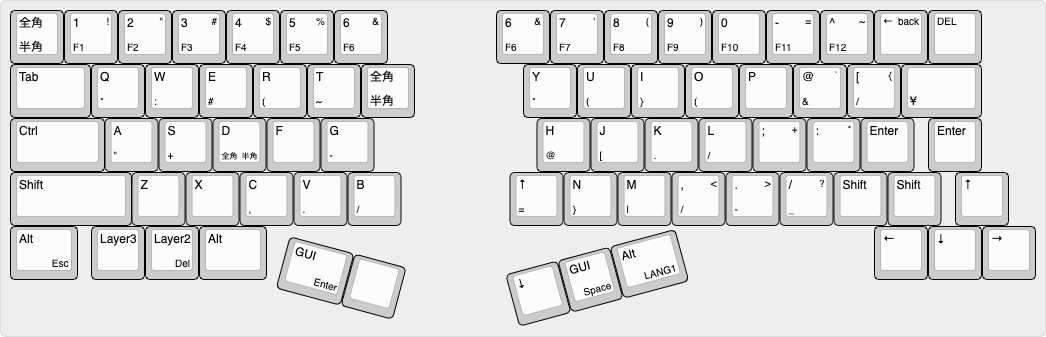 全角 半角
1 ! F1
2 " F2
3 # F3
4 $ F4
5 % F5
6 & F6
6 & F6
7 ' F7
8 ( F8
9 ) F9
0 F10
- = F11
^ ~ F12
← back
DEL
Tab
Q *
W :
E #
R (
T ~
全角 半角
Y *
U (
I }
O (
P
@ ` &
[ { /
¥
Ctrl
A "
S +
D 全角 半角
F
G -
H @
J [
K .
L /
; +
: *
Enter
Enter
Shift
Z
X
C ,
V .
B /
↑ =
N }
M |
, < /
. > -
/ ? _
Shift
Shift
↑
Alt Esc
Layer3
Layer2 Del
Alt
GUI Enter
↓
GUI Space
Alt LANG1
←
↓
→